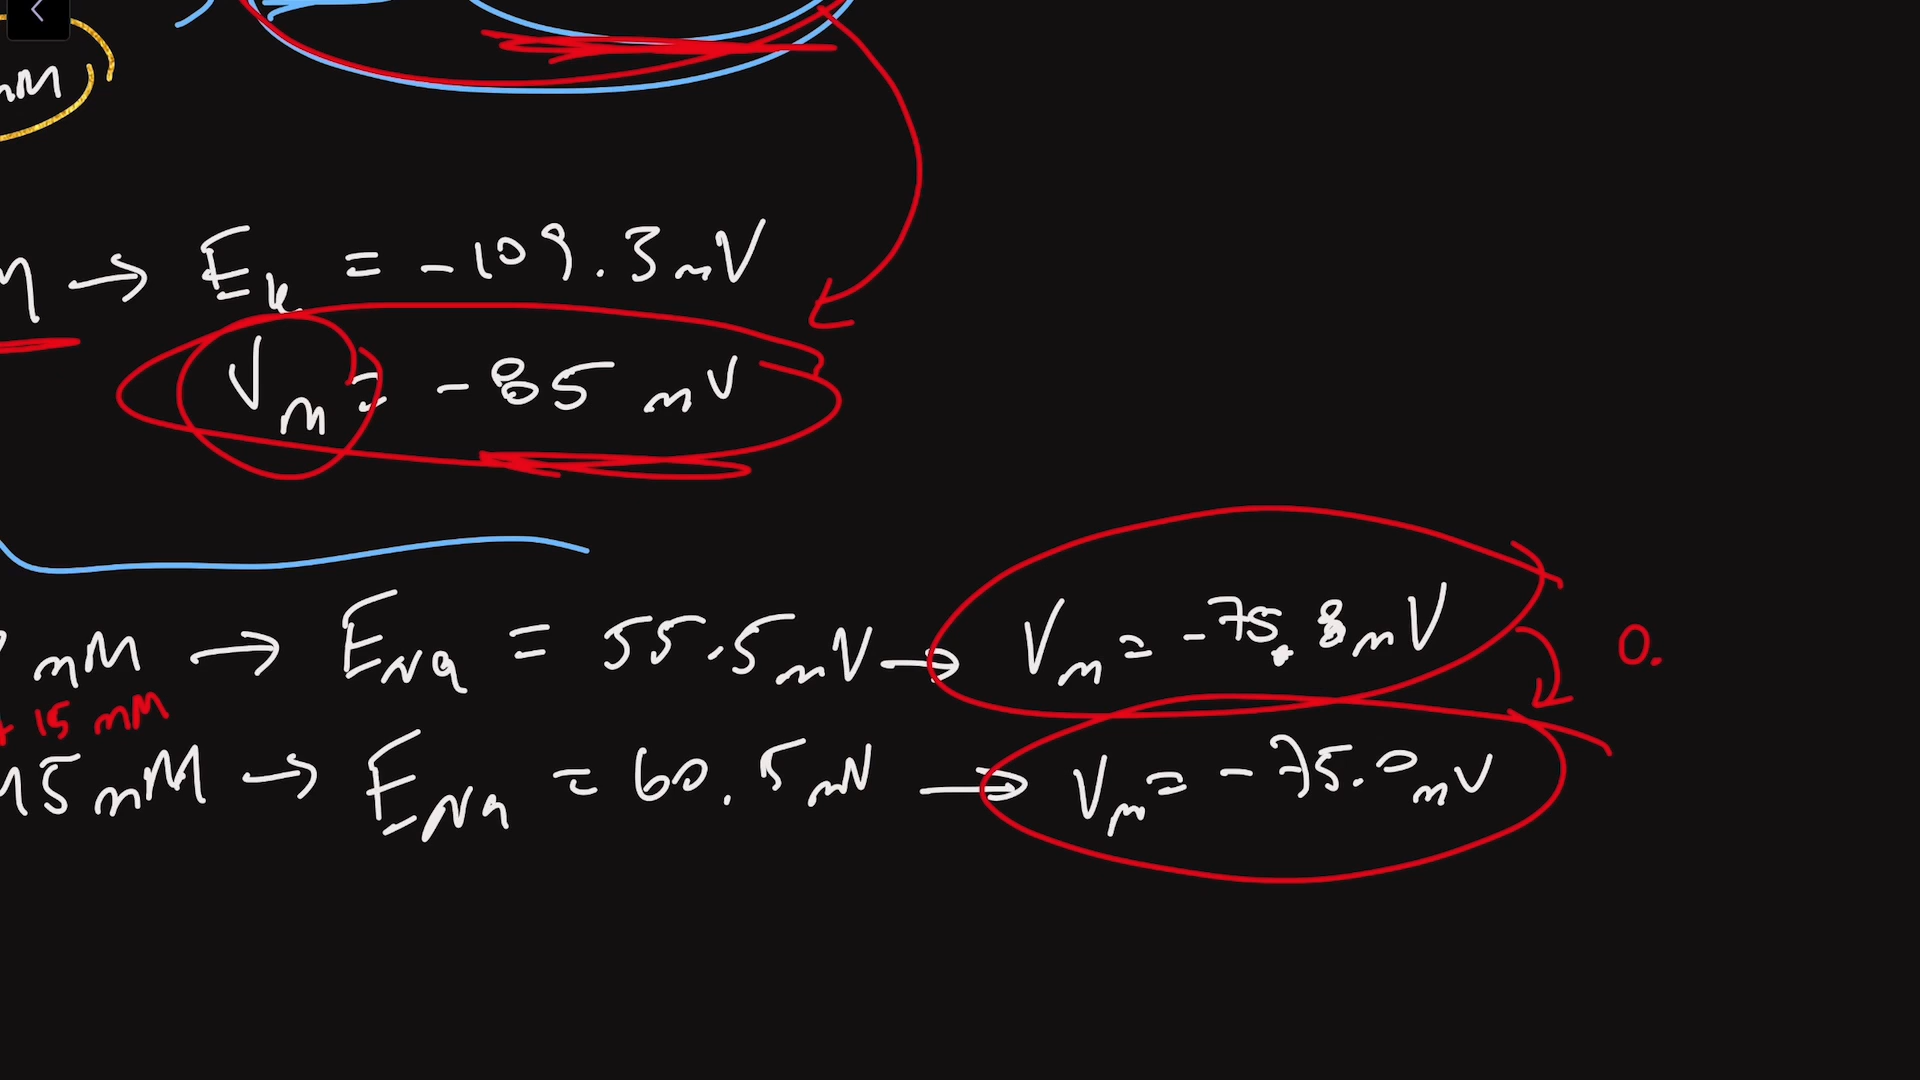 mM
M → E_K = -109.3 mV
V_m = -85 mV
mM → E_Na = 55.5 mV → V_m = -75.8 mV 0.
+ 15 mM
45 mM → E_Na = 60.5 mV → V_m = -75.0 mV